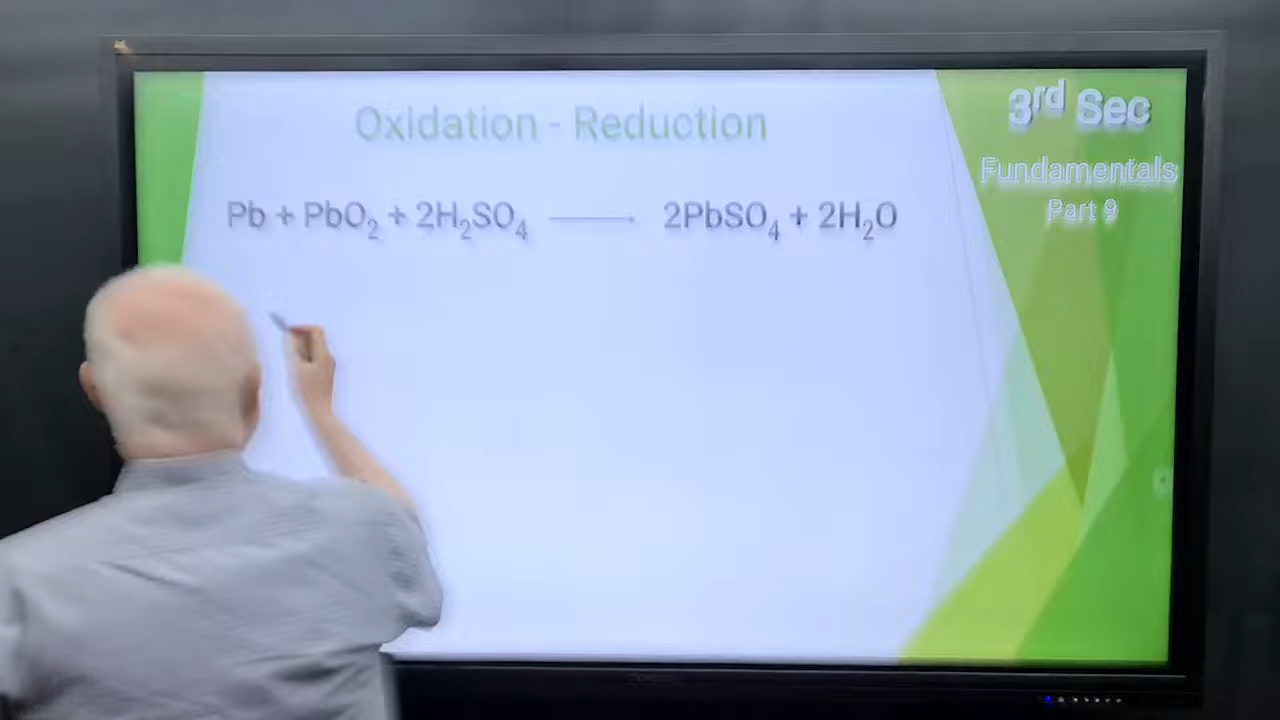 Oxidation - Reduction
Pb + PbO₂ + 2H₂SO₄ ⟶ 2PbSO₄ + 2H₂O
3rd Sec
Fundamentals
Part 9